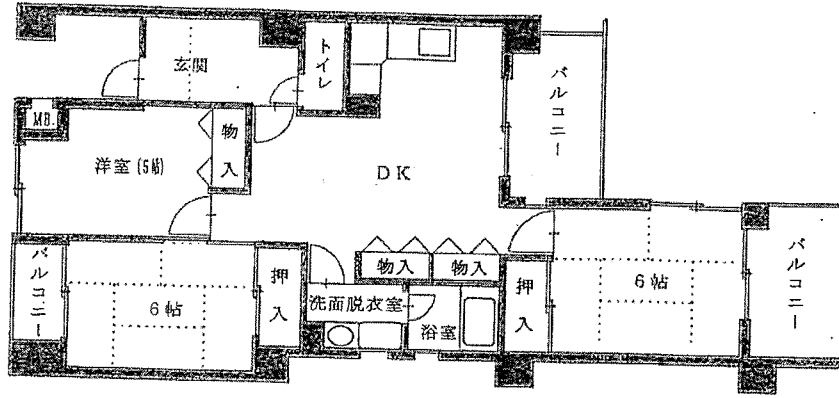 玄関
トイレ
バルコニー
MB.
物入
洋室(5帖)
DK
バルコニー
6帖
押入
物入
物入
洗面脱衣室
浴室
押入
6帖
バルコニー